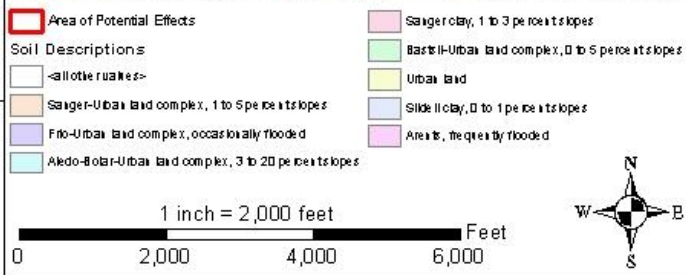 Area of Potential Effects
Soil Descriptions
<all other values>
Sanger-Urban land complex, 1 to 5 percent slopes
Frio-Urban land complex, occasionally flooded
Aledo-Bolar-Urban land complex, 3 to 20 percent slopes
Sanger clay, 1 to 3 percent slopes
Bastsil-Urban land complex, 0 to 5 percent slopes
Urban land
Slidell clay, 0 to 1 percent slopes
Arents, frequently flooded
1 inch = 2,000 feet
Feet
0 2,000 4,000 6,000
N
W E
S